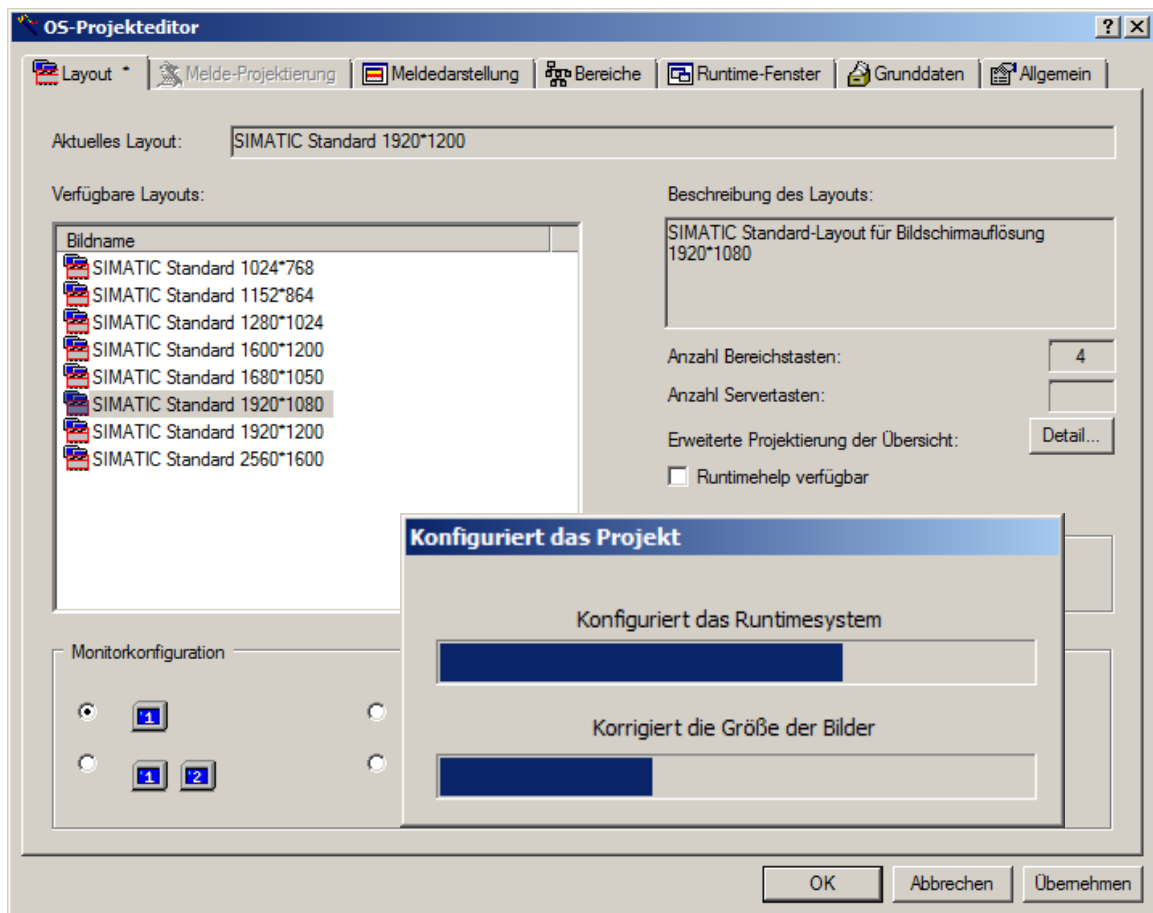 OS-Projekteditor
Layout * Melde-Projektierung Meldedarstellung Bereiche Runtime-Fenster Grunddaten Allgemein
Aktuelles Layout: SIMATIC Standard 1920*1200
Verfügbare Layouts:
Bildname
SIMATIC Standard 1024*768
SIMATIC Standard 1152*864
SIMATIC Standard 1280*1024
SIMATIC Standard 1600*1200
SIMATIC Standard 1680*1050
SIMATIC Standard 1920*1080
SIMATIC Standard 1920*1200
SIMATIC Standard 2560*1600
Beschreibung des Layouts:
SIMATIC Standard-Layout für Bildschirmauflösung
1920*1080
Anzahl Bereichstasten: 4
Anzahl Servertasten:
Erweiterte Projektierung der Übersicht: Detail...
Runtimehelp verfügbar
Konfiguriert das Projekt
Konfiguriert das Runtimesystem
Korrigiert die Größe der Bilder
Monitorkonfiguration
1
1 2
OK Abbrechen Übernehmen